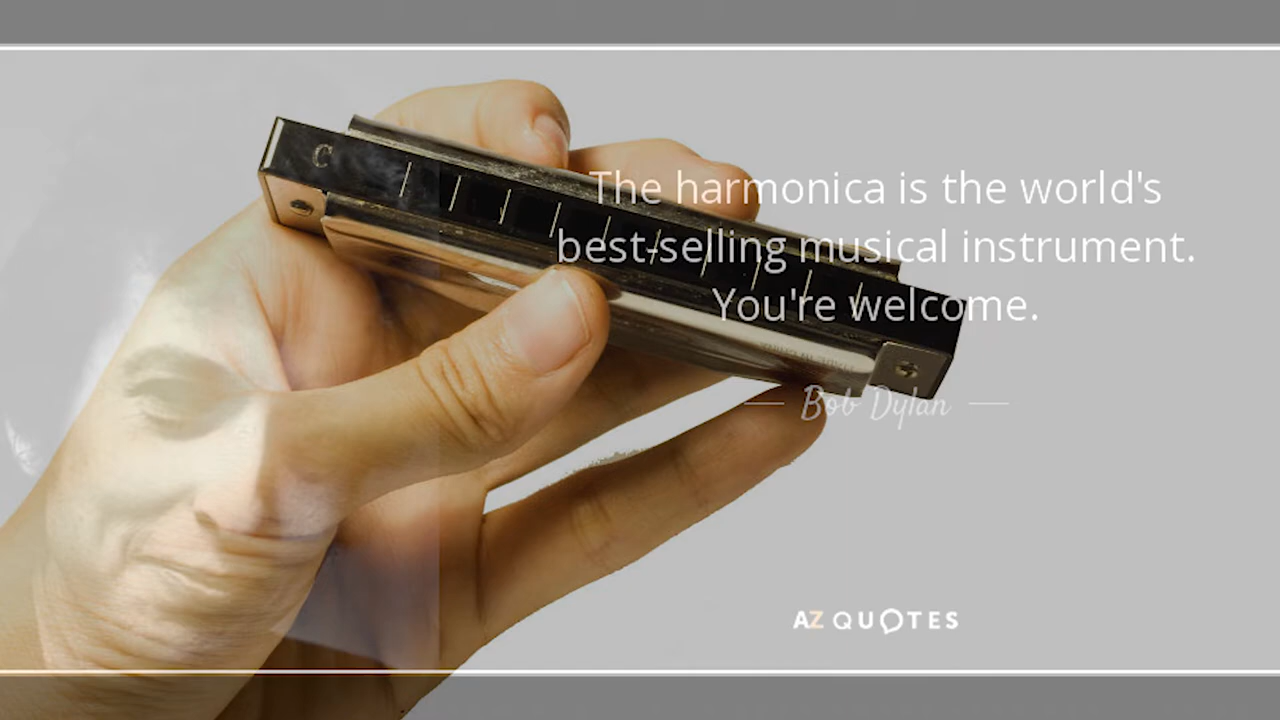 C
The harmonica is the world's
best-selling musical instrument.
You're welcome.
Bob Dylan
AZ QUOTES